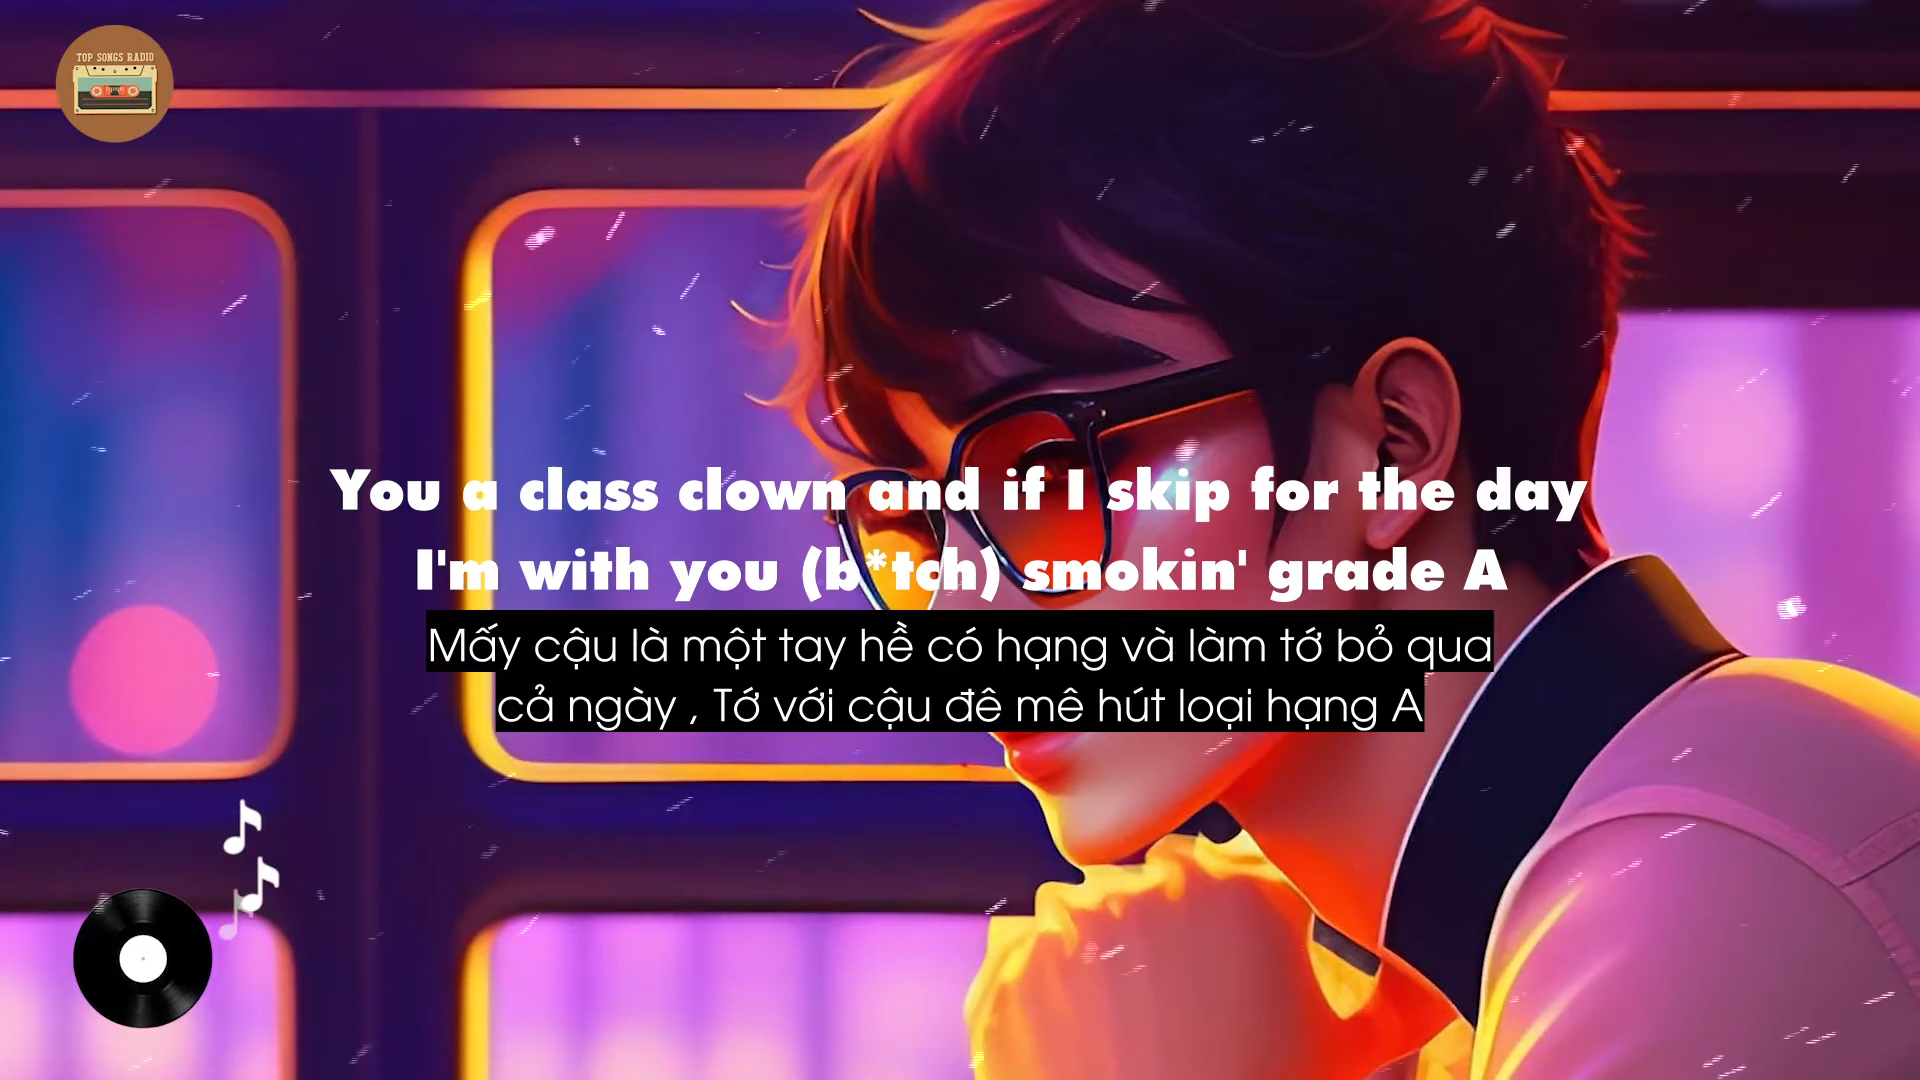 TOP SONGS RADIO
You a class clown and if I skip for the day
I'm with you (b*tch) smokin' grade A
Mấy cậu là một tay hề có hạng và làm tớ bỏ qua
cả ngày , Tớ với cậu đê mê hút loại hạng A